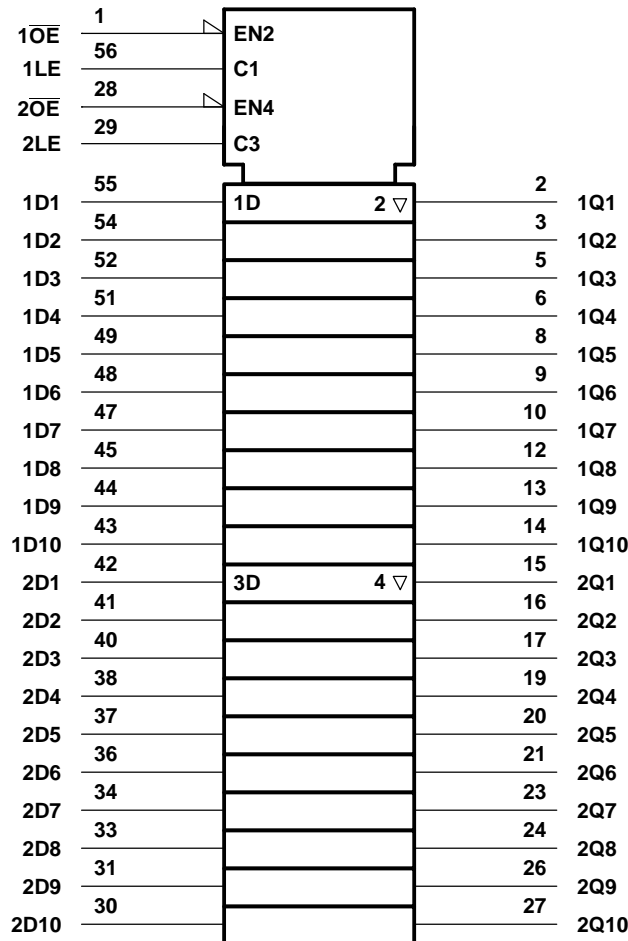 1
1OE EN2
56
1LE C1
28
2OE EN4
29
2LE C3
55 2
1D1 1D 2 ▽ 1Q1
54 3
1D2 1Q2
52 5
1D3 1Q3
51 6
1D4 1Q4
49 8
1D5 1Q5
48 9
1D6 1Q6
47 10
1D7 1Q7
45 12
1D8 1Q8
44 13
1D9 1Q9
43 14
1D10 1Q10
42 15
2D1 3D 4 ▽ 2Q1
41 16
2D2 2Q2
40 17
2D3 2Q3
38 19
2D4 2Q4
37 20
2D5 2Q5
36 21
2D6 2Q6
34 23
2D7 2Q7
33 24
2D8 2Q8
31 26
2D9 2Q9
30 27
2D10 2Q10